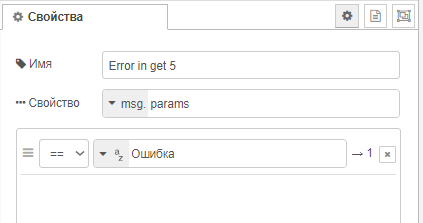 Свойства
Имя Error in get 5
Свойство msg. params
== a z Ошибка → 1